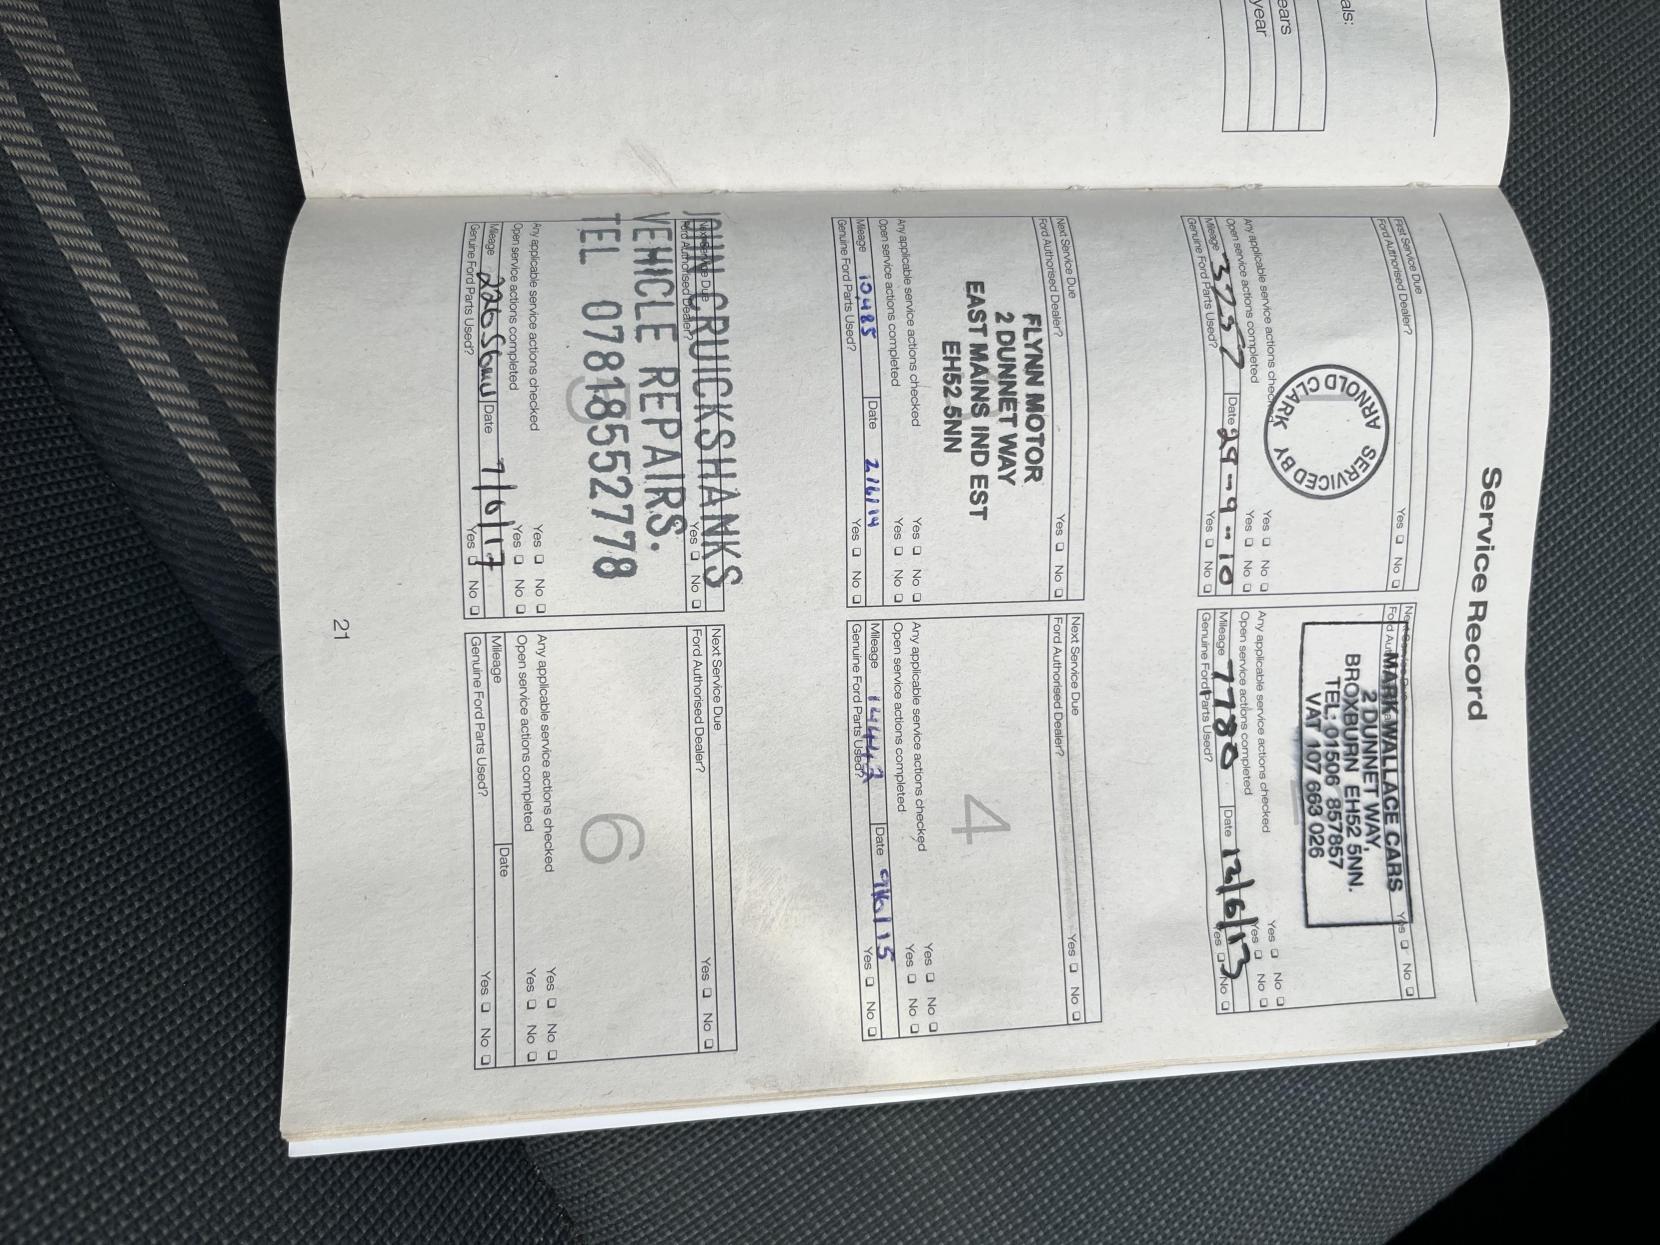 als:
ears
year
Service Record
First Service Due
Ford Authorised Dealer? Yes No
SERVICED BY ARNOLD CLARK
Any applicable service actions checked Yes No
Open service actions completed Yes No
Mileage 3257 Date 29-9-10
Genuine Ford Parts Used? Yes No
Next Service Due
Ford Authorised Dealer? Yes No
MARK WALLACE CARS
2 DUNNET WAY,
BROXBURN EH52 5NN.
TEL: 01506 857857
VAT 107 663 026
Any applicable service actions checked Yes No
Open service actions completed Yes No
Mileage 7780 Date 12/6/13
Genuine Ford Parts Used? Yes No
Next Service Due
Ford Authorised Dealer? Yes No
FLYNN MOTOR
2 DUNNET WAY
EAST MAINS IND EST
EH52 5NN
Any applicable service actions checked Yes No
Open service actions completed Yes No
Mileage 10485 Date 2/6/14
Genuine Ford Parts Used? Yes No
Next Service Due
Ford Authorised Dealer? Yes No
4
Any applicable service actions checked Yes No
Open service actions completed Yes No
Mileage Date
Genuine Ford Parts Used? Yes No
Next Service Due
Ford Authorised Dealer? Yes No
JOHN CRUICKSHANKS
VEHICLE REPAIRS.
TEL 07818552778
Any applicable service actions checked Yes No
Open service actions completed Yes No
Mileage Date 7/6/17
Genuine Ford Parts Used? Yes No
Next Service Due
Ford Authorised Dealer? Yes No
6
Any applicable service actions checked Yes No
Open service actions completed Yes No
Mileage Date
Genuine Ford Parts Used? Yes No
21